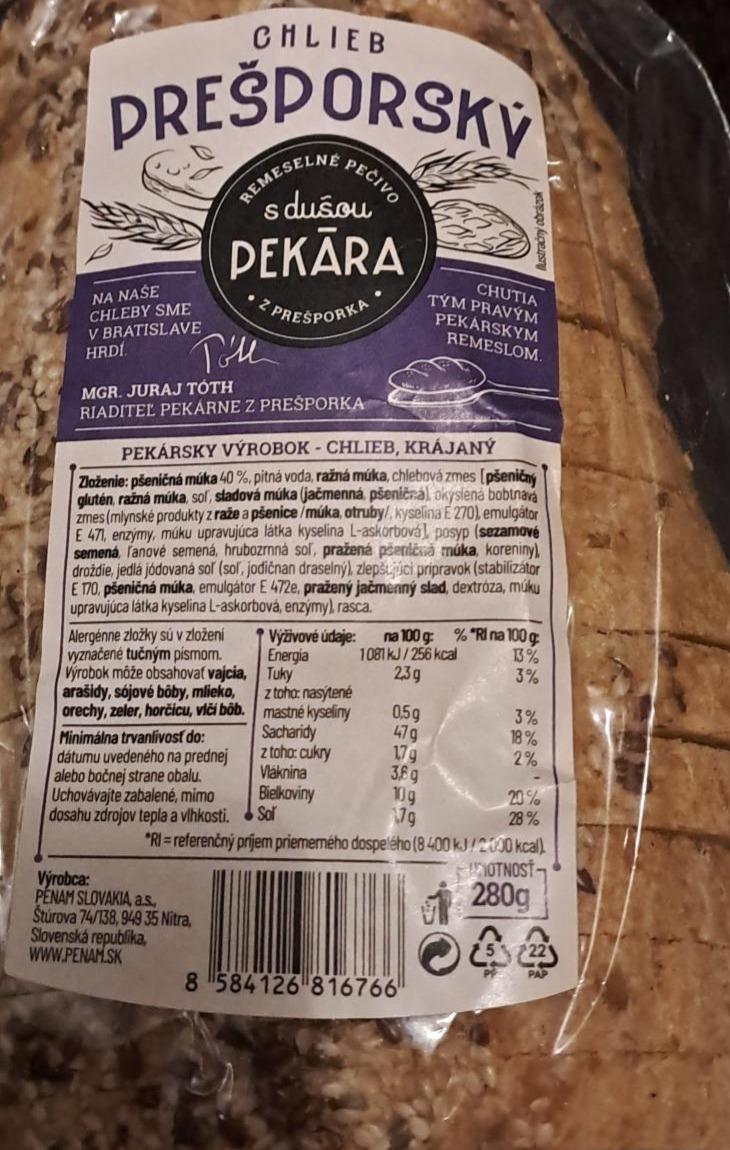 CHLIEB
PREŠPORSKÝ
REMESELNÉ PEČIVO
s dušou
PEKĀRA
• Z PREŠPORKA •
Ilustračný obrázok
NA NAŠE
CHLEBY SME
V BRATISLAVE
HRDÍ.
CHUTIA
TÝM PRAVÝM
PEKÁRSKYM
REMESLOM.
Tóth
MGR. JURAJ TÓTH
RIADITEĽ PEKÁRNE Z PREŠPORKA
PEKÁRSKY VÝROBOK - CHLIEB, KRÁJANÝ
Zloženie: pšeničná múka 40 %, pitná voda, ražná múka, chlebová zmes [pšeničný
glutén, ražná múka, soľ, sladová múka (jačmenná, pšeničná), okyslená bobtnavá
zmes (mlynské produkty z raže a pšenice /múka, otruby/, kyselina E 270), emulgátor
E 471, enzýmy, múku upravujúca látka kyselina L-askorbová], posyp (sezamové
semená, ľanové semená, hrubozrnná soľ, pražená pšeničná múka, koreniny),
droždie, jedlá jódovaná soľ (soľ, jodičnan draselný), zlepšujúci prípravok (stabilizátor
E 170, pšeničná múka, emulgátor E 472e, pražený jačmenný slad, dextróza, múku
upravujúca látka kyselina L-askorbová, enzýmy), rasca.
Alergénne zložky sú v zložení
vyznačené tučným písmom.
Výrobok môže obsahovať vajcia,
arašidy, sójové bôby, mlieko,
orechy, zeler, horčicu, vlčí bôb.
Minimálna trvanlivosť do:
dátumu uvedeného na prednej
alebo bočnej strane obalu.
Uchovávajte zabalené, mimo
dosahu zdrojov tepla a vlhkosti.
Výživové údaje: na 100 g: % *RI na 100 g:
Energia 1 081 kJ / 256 kcal 13 %
Tuky 2,3 g 3 %
z toho: nasýtené
mastné kyseliny 0,5 g 3 %
Sacharidy 47 g 18 %
z toho: cukry 1,7 g 2 %
Vláknina 3,6 g -
Bielkoviny 10 g 20 %
Soľ 1,7 g 28 %
*RI = referenčný príjem priemerného dospelého (8 400 kJ / 2 000 kcal).
Výrobca:
PENAM SLOVAKIA, a.s.,
Štúrova 74/138, 949 35 Nitra,
Slovenská republika,
WWW.PENAM.SK
8 584126 816766
HMOTNOSŤ
280g
5
PP
22
PAP